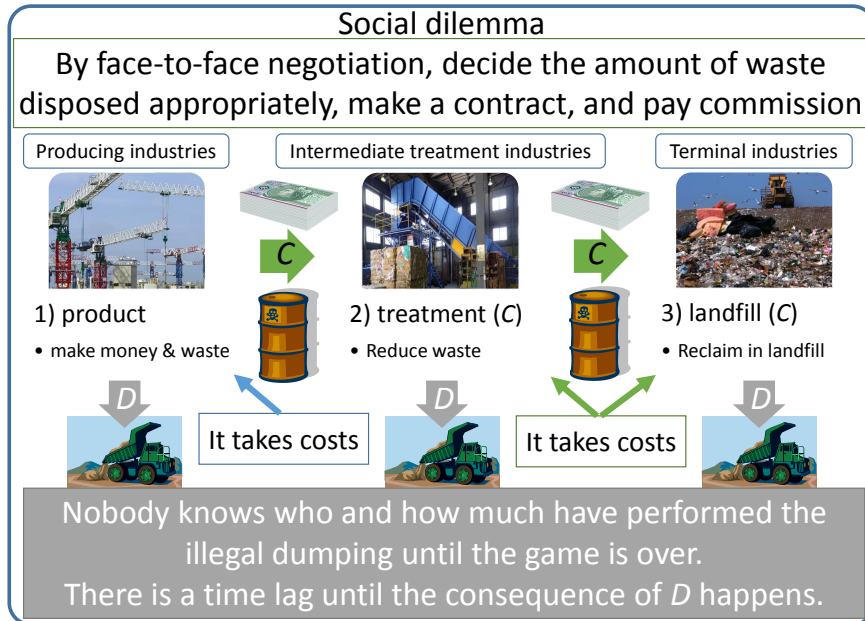 Social dilemma
By face-to-face negotiation, decide the amount of waste
disposed appropriately, make a contract, and pay commission
Producing industries
Intermediate treatment industries
Terminal industries
C
C
1) product
2) treatment (C)
3) landfill (C)
• make money & waste
• Reduce waste
• Reclaim in landfill
D
D
D
It takes costs
It takes costs
Nobody knows who and how much have performed the
illegal dumping until the game is over.
There is a time lag until the consequence of D happens.